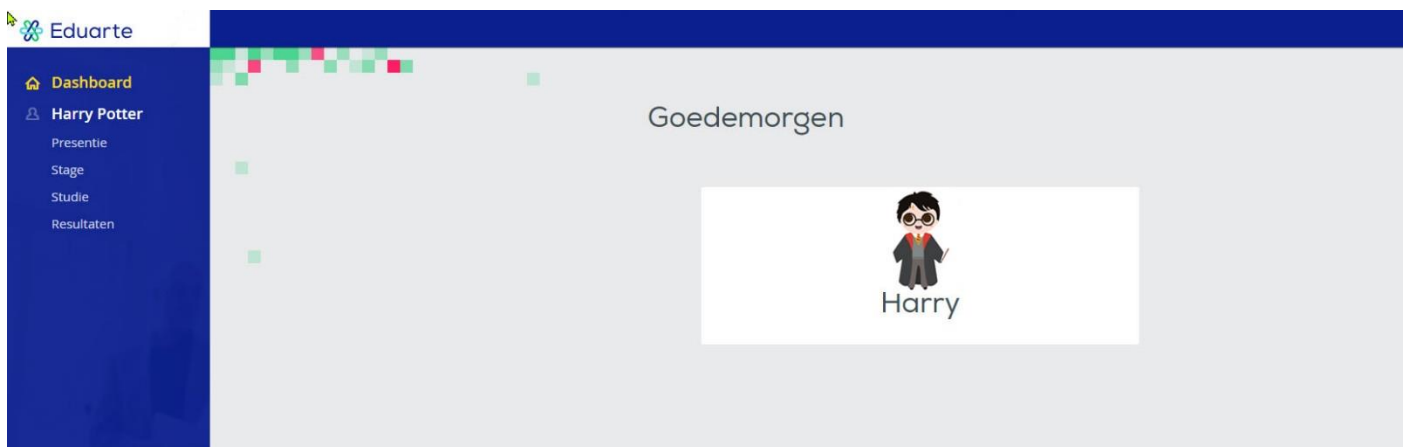 Eduarte
Dashboard
Harry Potter
Presentie
Stage
Studie
Resultaten
Goedemorgen
Harry